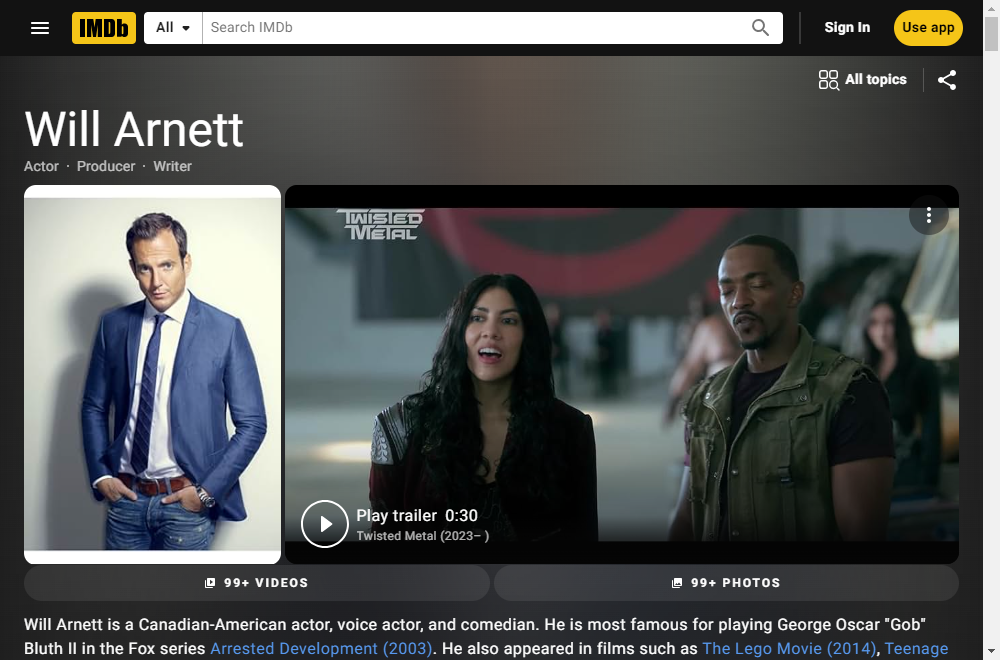 IMDb All Search IMDb Sign In Use app
All topics
Will Arnett
Actor · Producer · Writer
TWISTED
METAL
Play trailer 0:30
Twisted Metal (2023– )
99+ VIDEOS 99+ PHOTOS
Will Arnett is a Canadian-American actor, voice actor, and comedian. He is most famous for playing George Oscar "Gob"
Bluth II in the Fox series Arrested Development (2003). He also appeared in films such as The Lego Movie (2014), Teenage